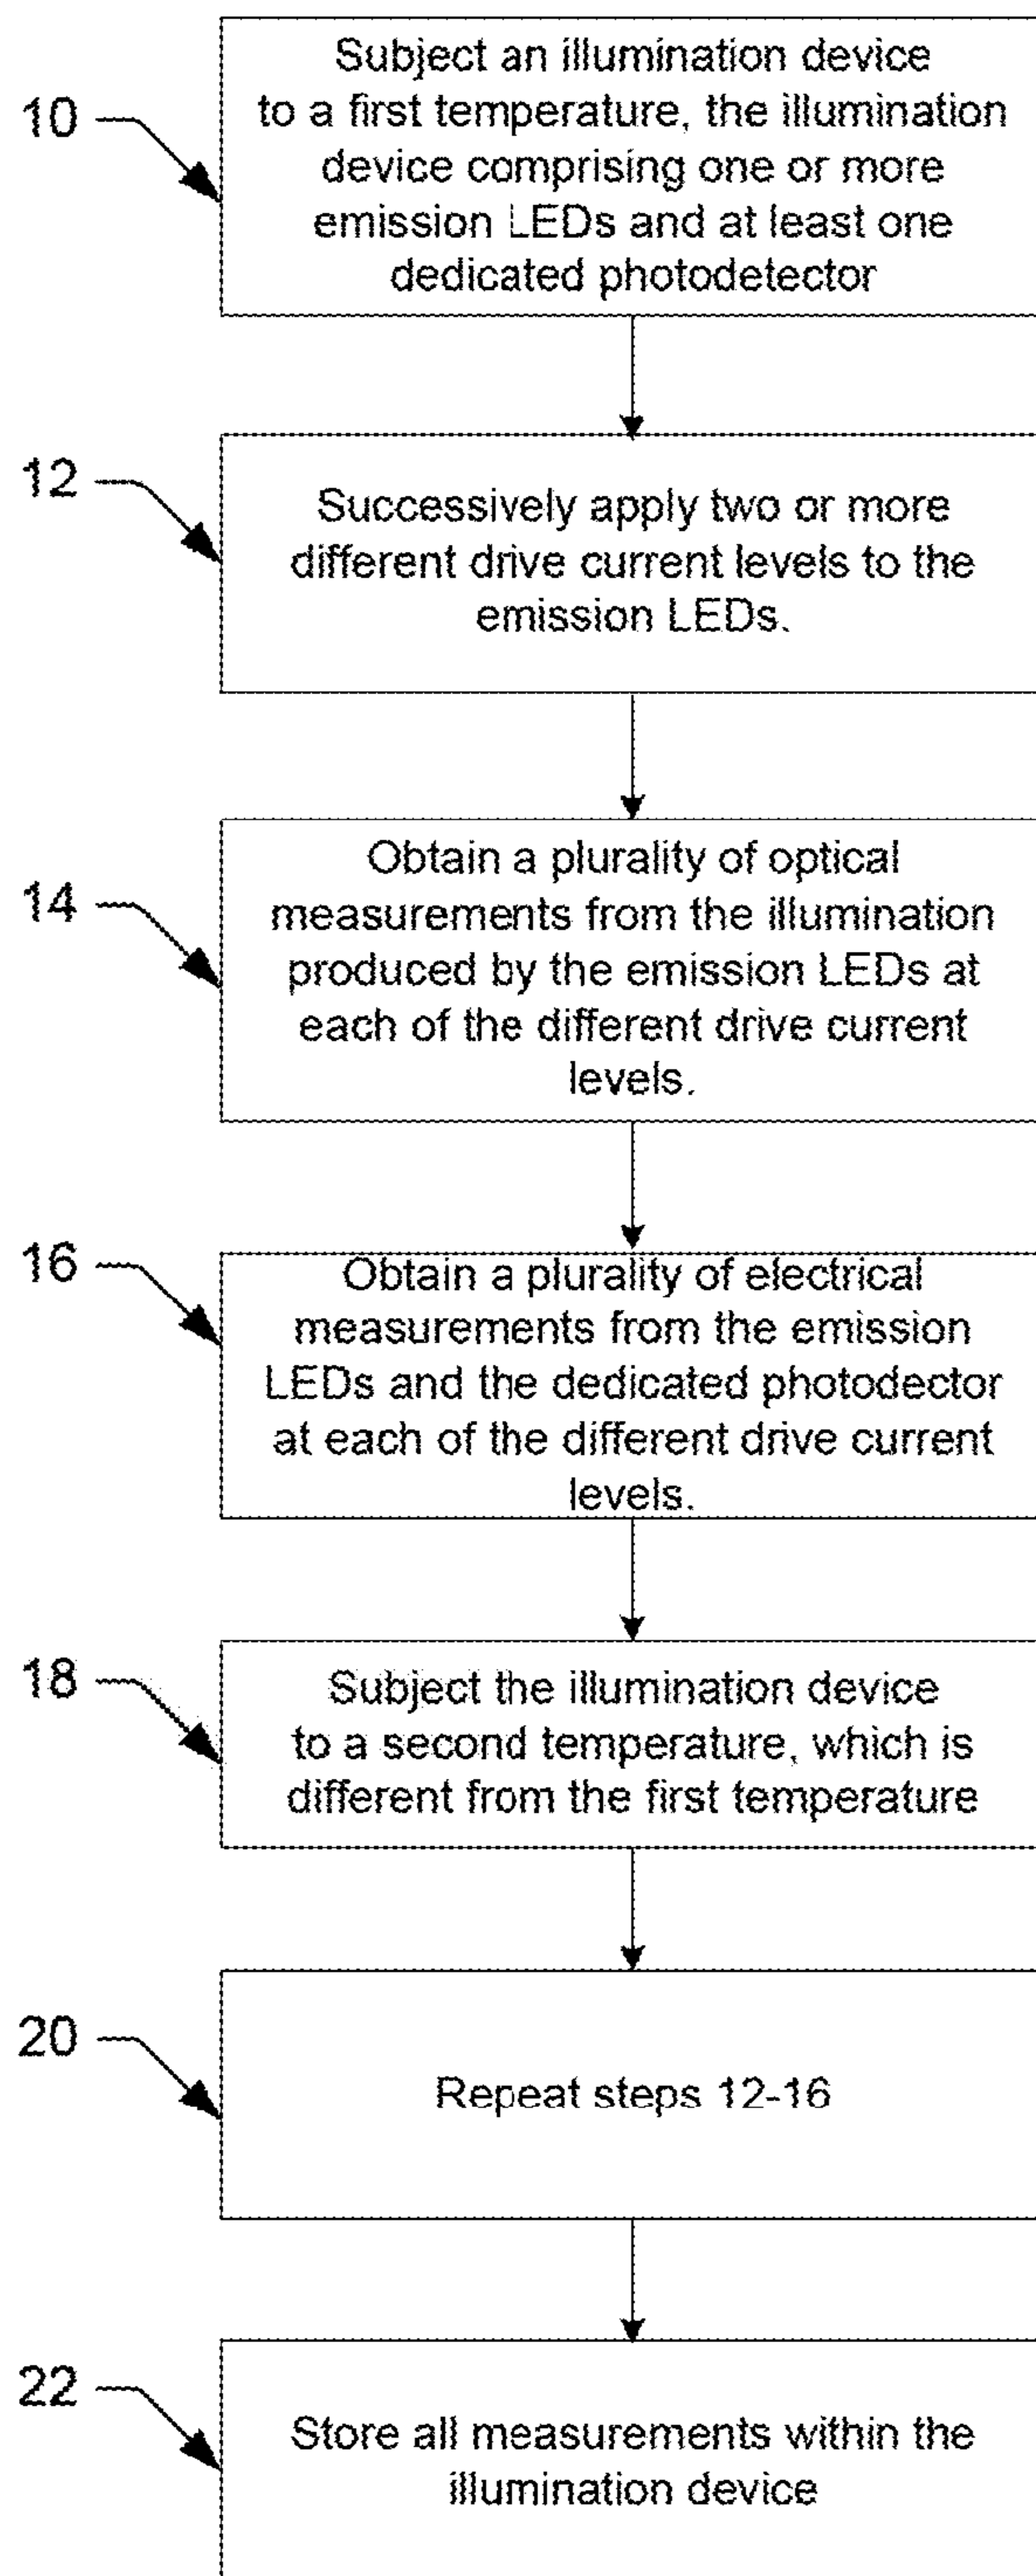 10
Subject an illumination device
to a first temperature, the illumination
device comprising one or more
emission LEDs and at least one
dedicated photodetector
12
Successively apply two or more
different drive current levels to the
emission LEDs.
14
Obtain a plurality of optical
measurements from the illumination
produced by the emission LEDs at
each of the different drive current
levels.
16
Obtain a plurality of electrical
measurements from the emission
LEDs and the dedicated photodector
at each of the different drive current
levels.
18
Subject the illumination device
to a second temperature, which is
different from the first temperature
20
Repeat steps 12-16
22
Store all measurements within the
illumination device